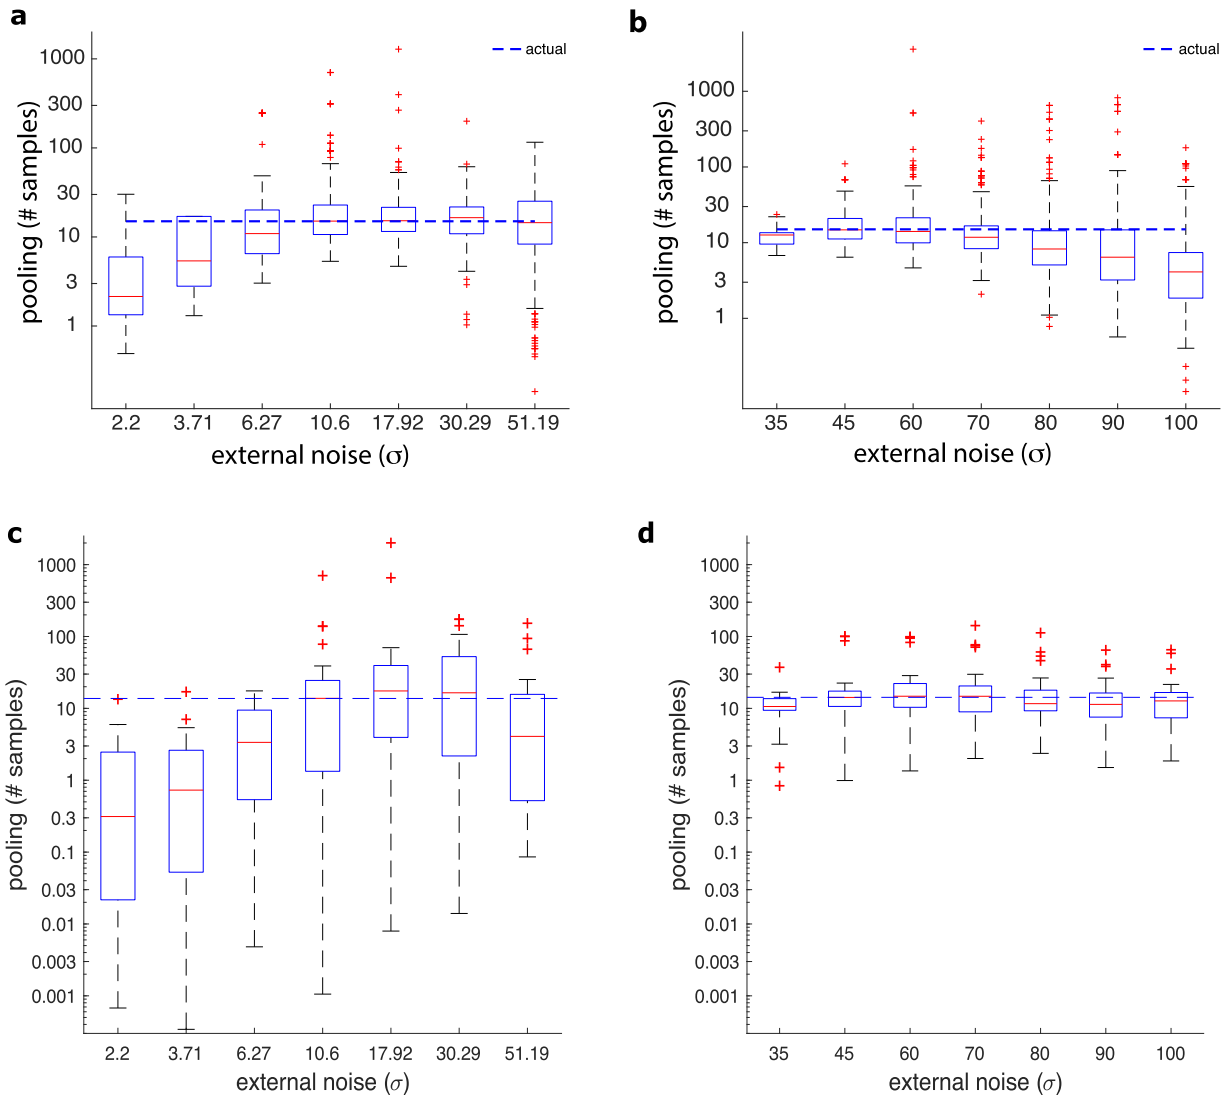 a
actual
pooling (# samples)
1000
300
100
30
10
3
1
2.2 3.71 6.27 10.6 17.92 30.29 51.19
external noise (σ)
b
actual
pooling (# samples)
1000
300
100
30
10
3
1
35 45 60 70 80 90 100
external noise (σ)
c
pooling (# samples)
1000
300
100
30
10
3
1
0.3
0.1
0.03
0.01
0.003
0.001
2.2 3.71 6.27 10.6 17.92 30.29 51.19
external noise (σ)
d
pooling (# samples)
1000
300
100
30
10
3
1
0.3
0.1
0.03
0.01
0.003
0.001
35 45 60 70 80 90 100
external noise (σ)